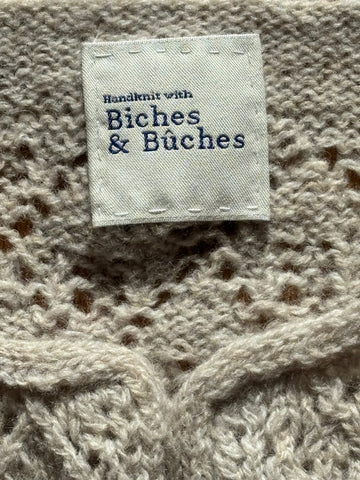 Handknit with
Biches
& Bûches